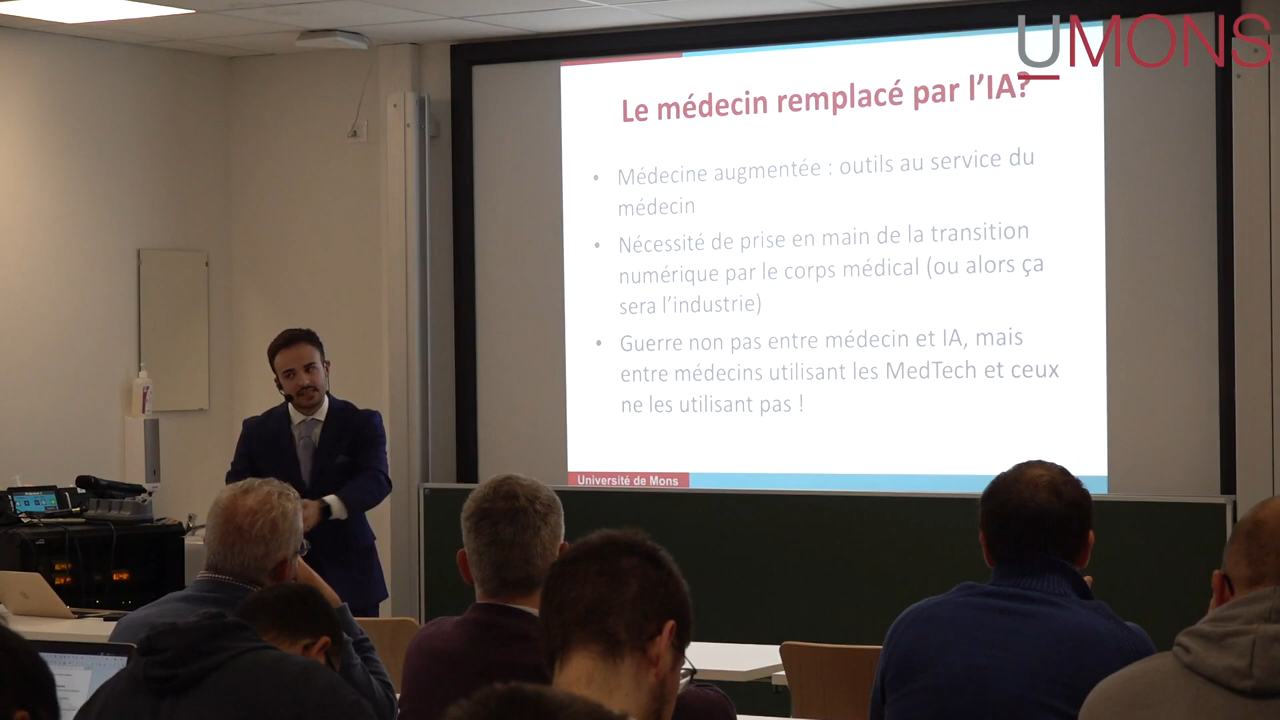 UMONS
Le médecin remplacé par l'IA?
• Médecine augmentée : outils au service du
médecin
• Nécessité de prise en main de la transition
numérique par le corps médical (ou alors ça
sera l'industrie)
• Guerre non pas entre médecin et IA, mais
entre médecins utilisant les MedTech et ceux
ne les utilisant pas !
Université de Mons